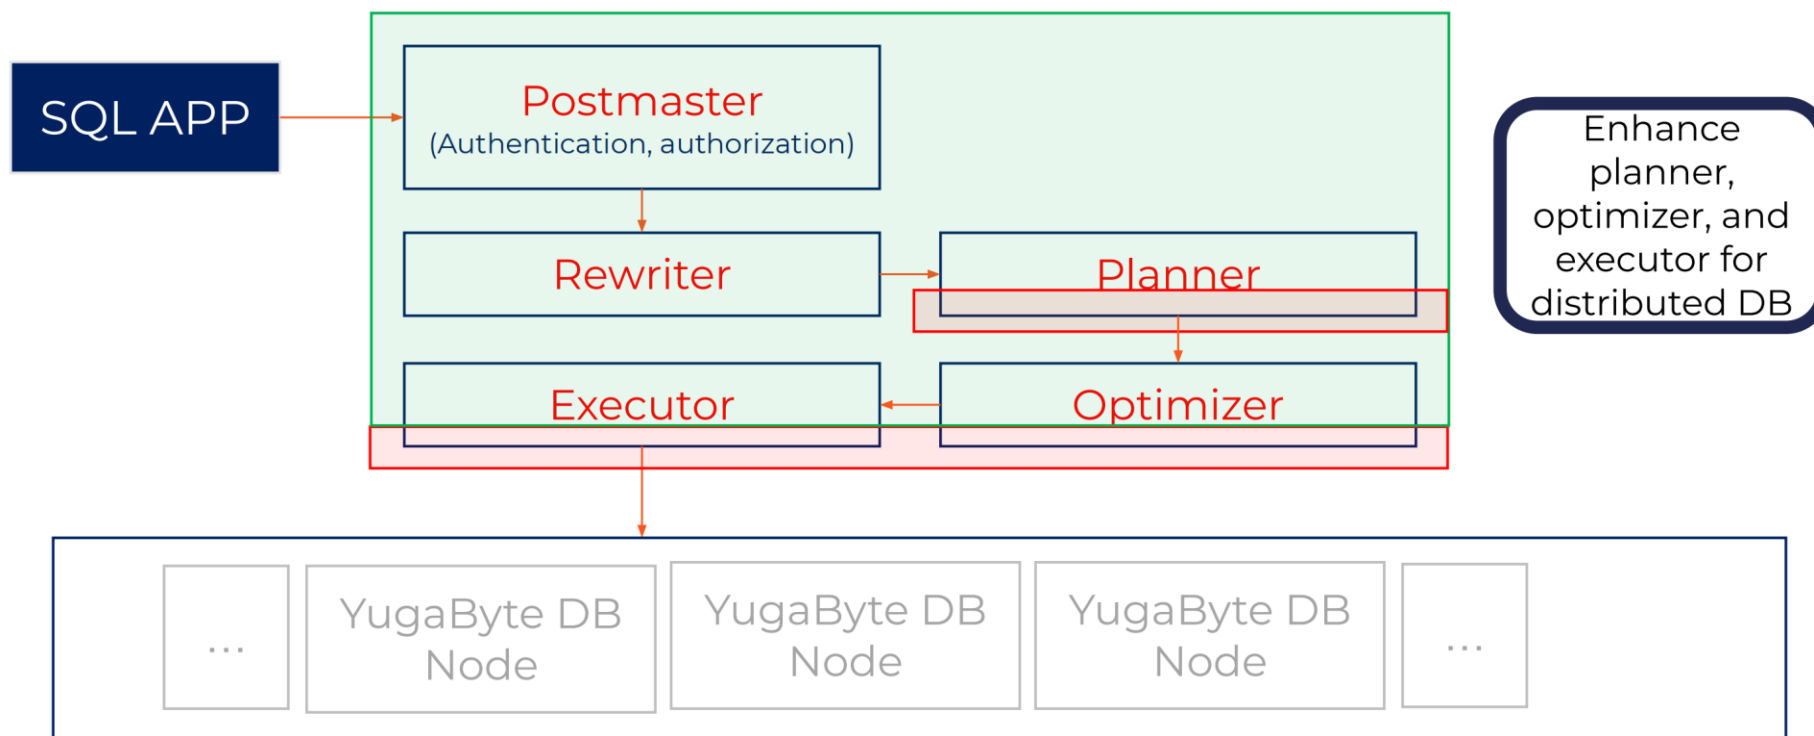 SQL APP
Postmaster
(Authentication, authorization)
Rewriter
Planner
Executor
Optimizer
Enhance
planner,
optimizer, and
executor for
distributed DB
...
YugaByte DB
Node
YugaByte DB
Node
YugaByte DB
Node
...